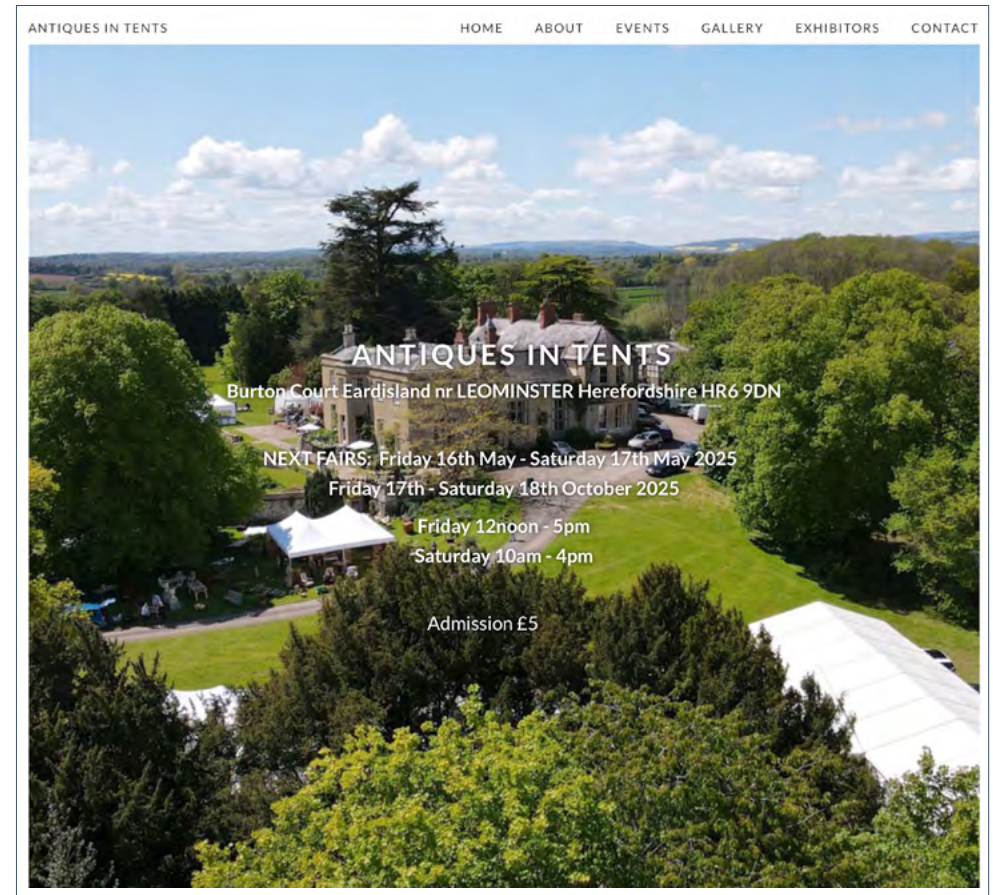 ANTIQUES IN TENTS
HOME ABOUT EVENTS GALLERY EXHIBITORS CONTACT
ANTIQUES IN TENTS
Burton Court Eardisland nr LEOMINSTER Herefordshire HR6 9DN
NEXT FAIRS: Friday 16th May - Saturday 17th May 2025
Friday 17th - Saturday 18th October 2025
Friday 12noon - 5pm
Saturday 10am - 4pm
Admission £5